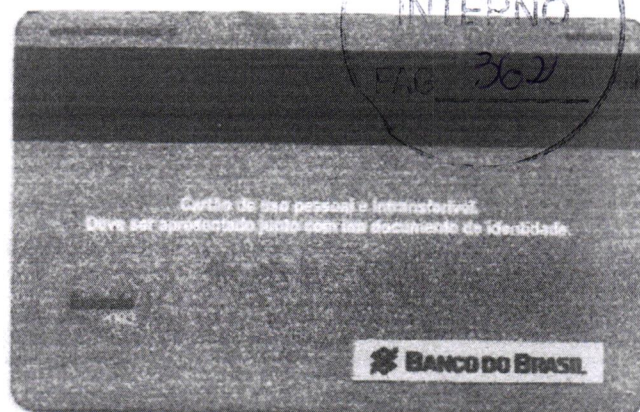 INTERNO
FLS 362
Cartão de uso pessoal e intransferível.
Deve ser apresentado junto com um documento de identidade.
BANCO DO BRASIL